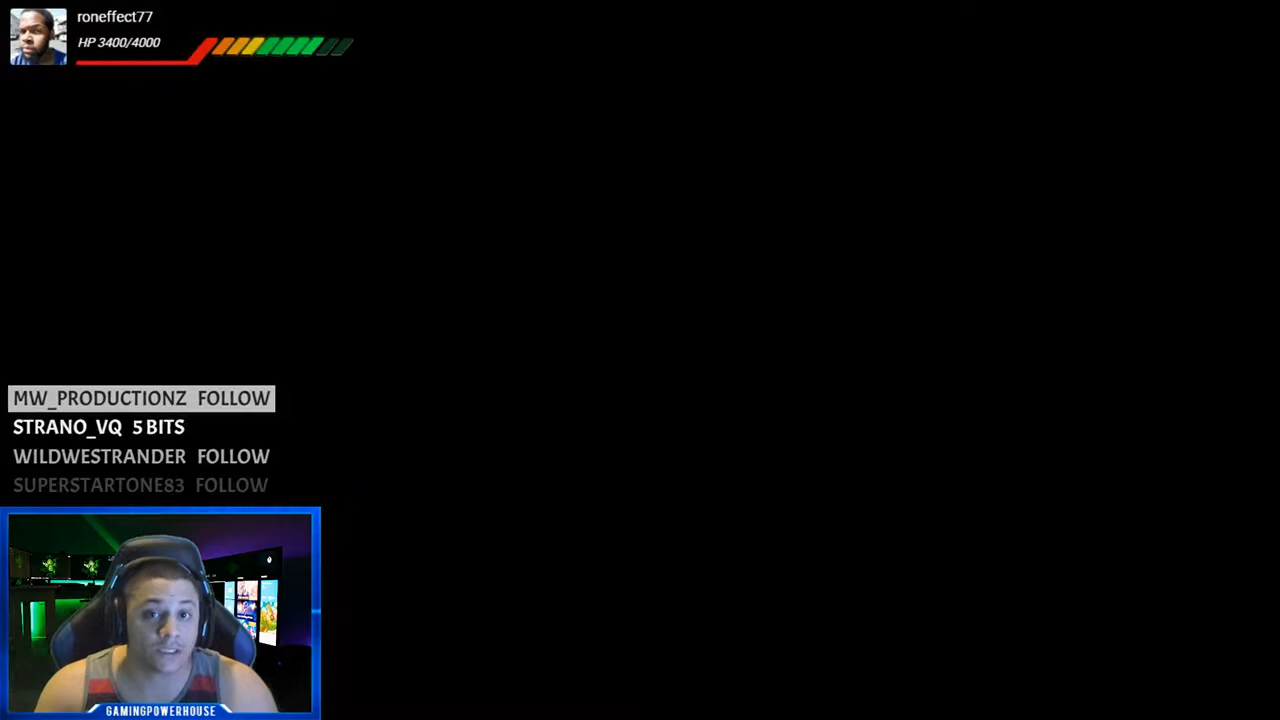 roneffect77
HP 3400/4000
MW_PRODUCTIONZ FOLLOW
STRANO_VQ 5 BITS
WILDWESTRANDER FOLLOW
SUPERSTARTONE83 FOLLOW
GAMINGPOWERHOUSE